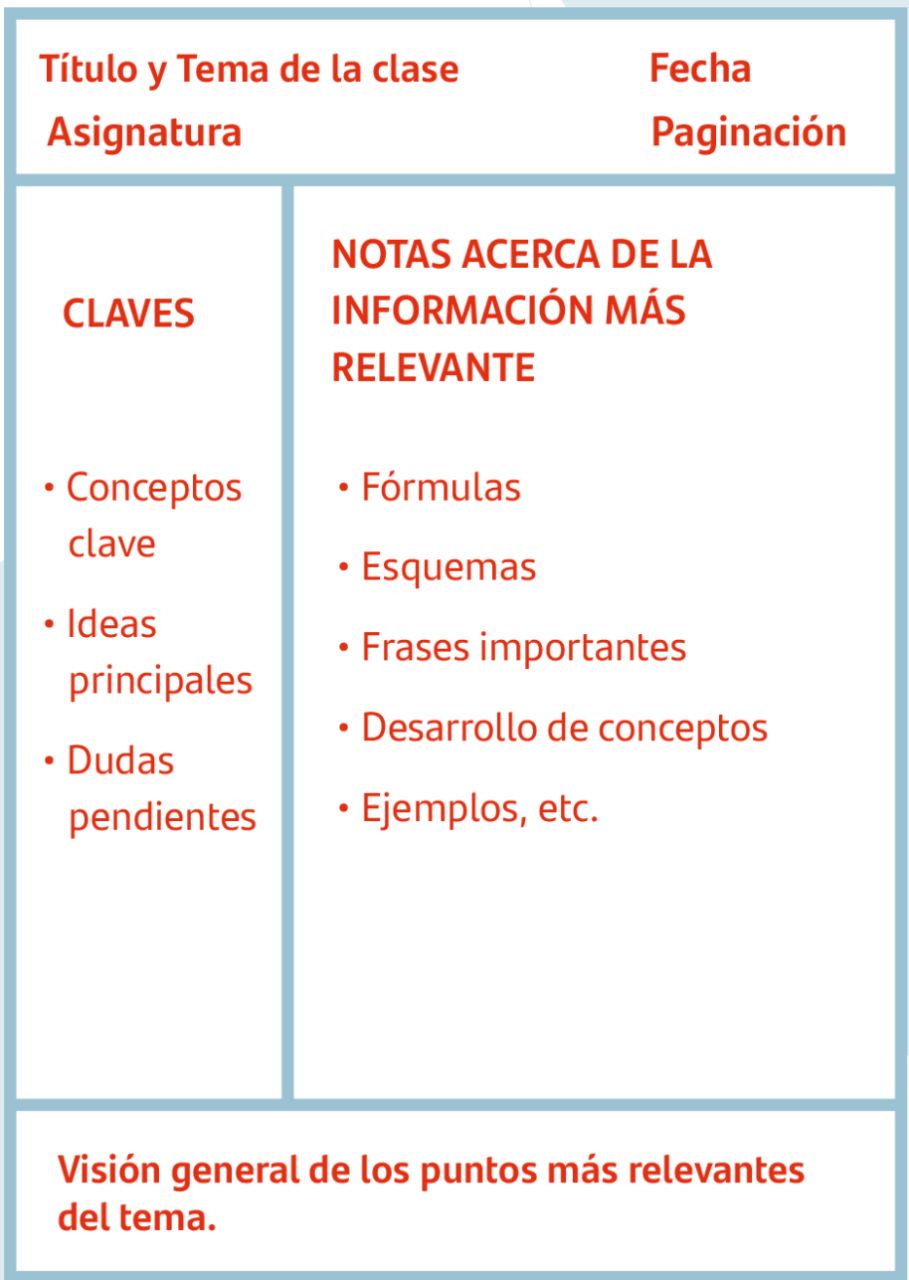 Título y Tema de la clase
Fecha
Asignatura
Paginación
CLAVES
• Conceptos
clave
• Ideas
principales
• Dudas
pendientes
NOTAS ACERCA DE LA
INFORMACIÓN MÁS
RELEVANTE
• Fórmulas
• Esquemas
• Frases importantes
• Desarrollo de conceptos
• Ejemplos, etc.
Visión general de los puntos más relevantes
del tema.